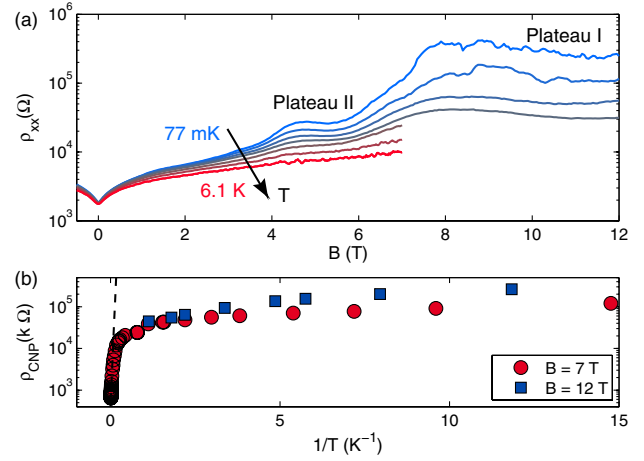 (a)
10^6
10^5
10^4
10^3
ρxx(Ω)
Plateau I
Plateau II
77 mK
6.1 K
T
0 2 4 6 8 10 12
B (T)
(b)
10^5
10^4
10^3
ρCNP(k Ω)
B = 7 T
B = 12 T
0 5 10 15
1/T (K^-1)